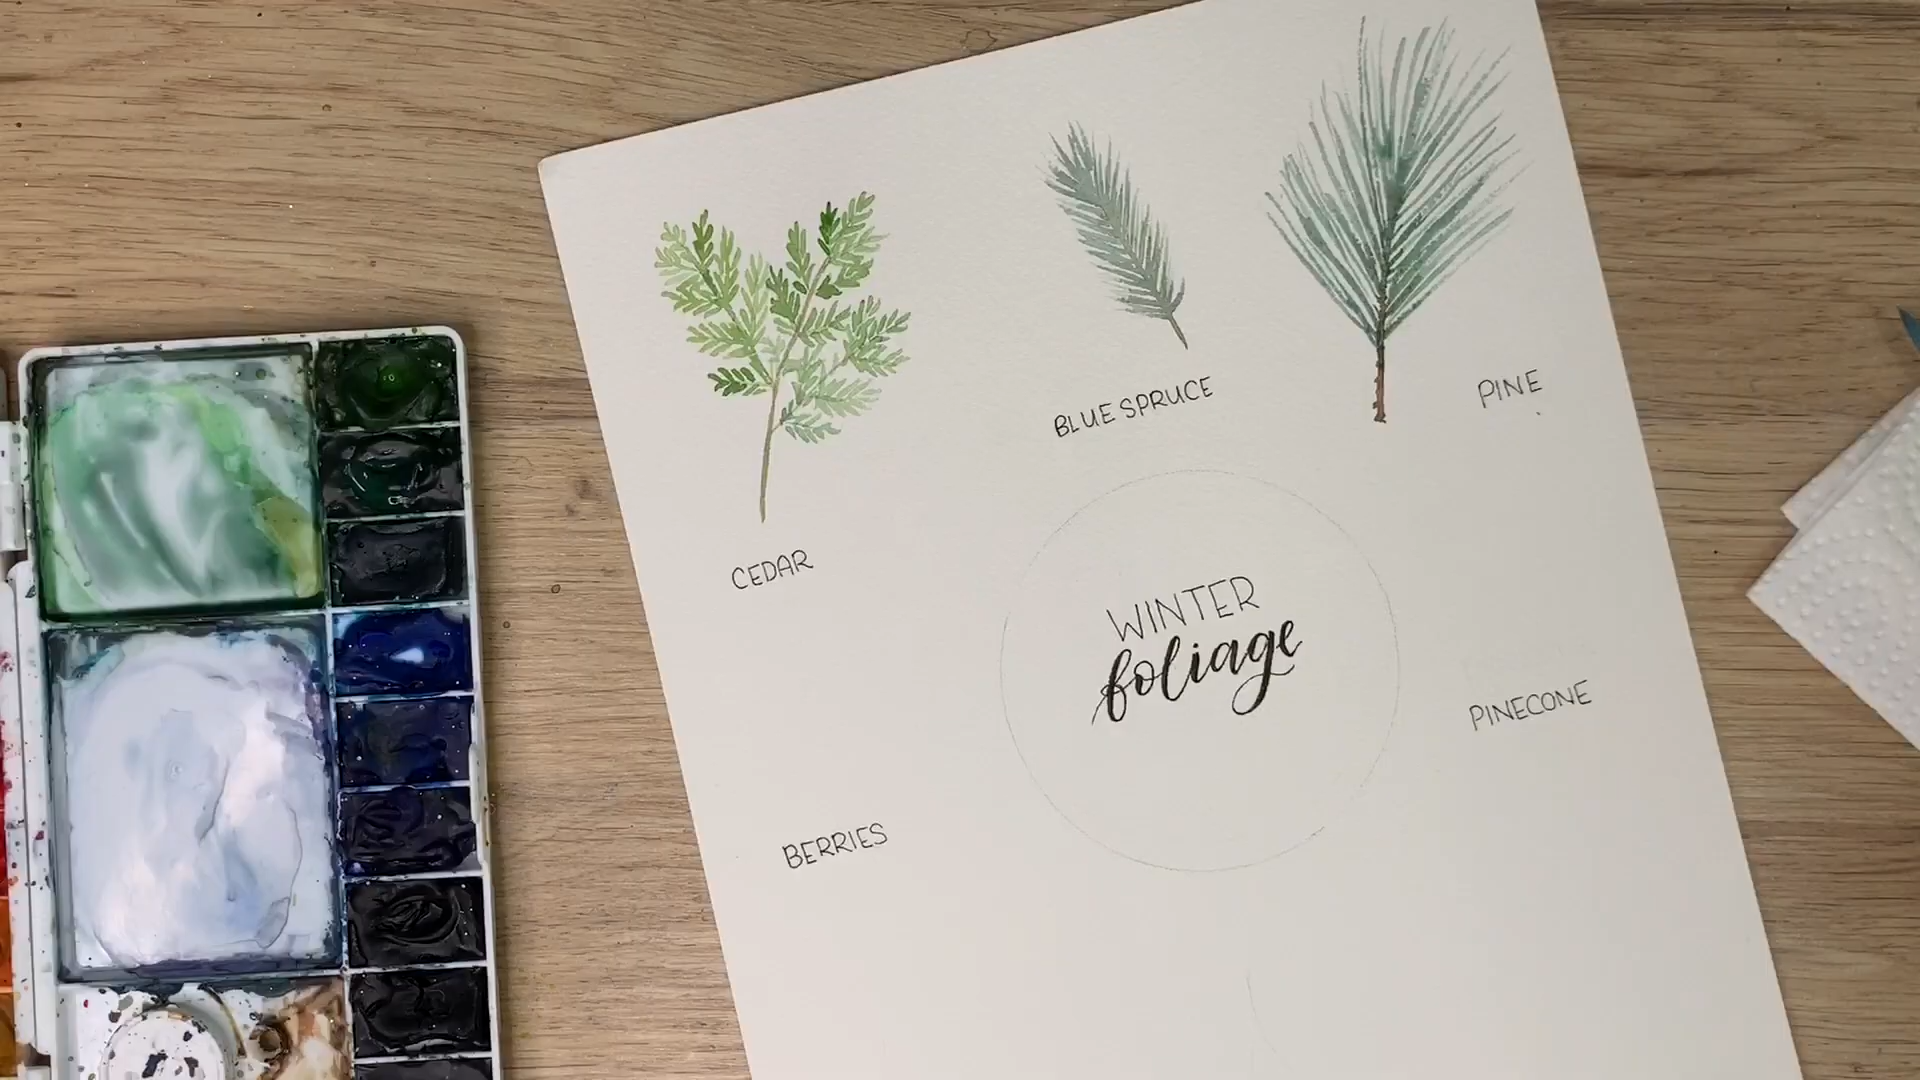 BLUE SPRUCE
PINE
CEDAR
WINTER
foliage
PINECONE
BERRIES